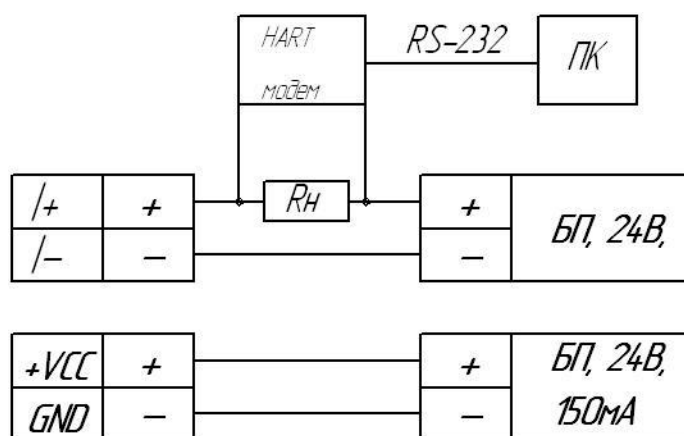 HART
модем
RS-232
ПК
Rн
I+ + + БП, 24В,
I- − −
+VCC + + БП, 24В,
GND − − 150мА